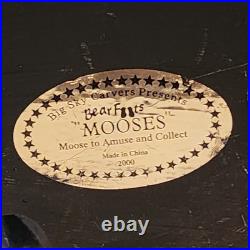 Big Sky Carvers Presents
BearFoots
"MOOSES"
Moose to Amuse and Collect
Made in China
2000